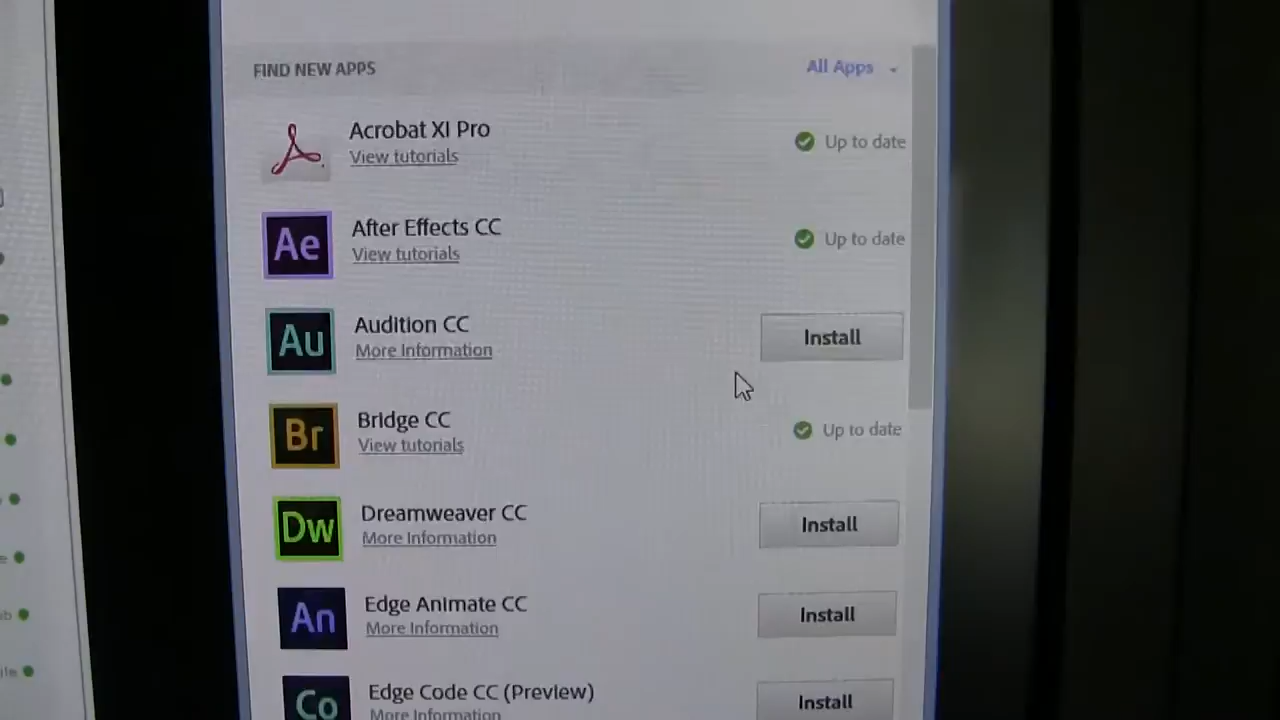 FIND NEW APPS
All Apps
Acrobat XI Pro
View tutorials
Up to date
Ae
After Effects CC
View tutorials
Up to date
Au
Audition CC
More Information
Install
Br
Bridge CC
View tutorials
Up to date
Dw
Dreamweaver CC
More Information
Install
An
Edge Animate CC
More Information
Install
Co
Edge Code CC (Preview)
More Information
Install